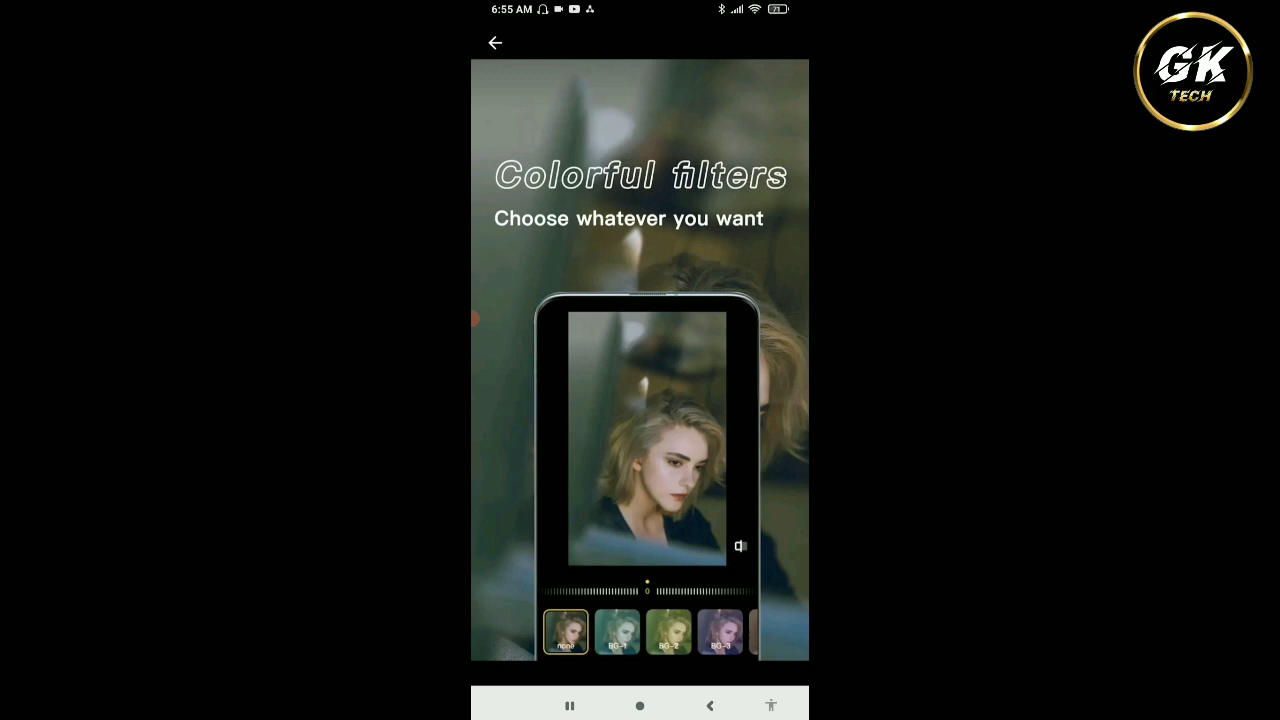 6:55 AM
71
GK
TECH
Colorful filters
Choose whatever you want
0
none
BG-1
BG-2
BG-3